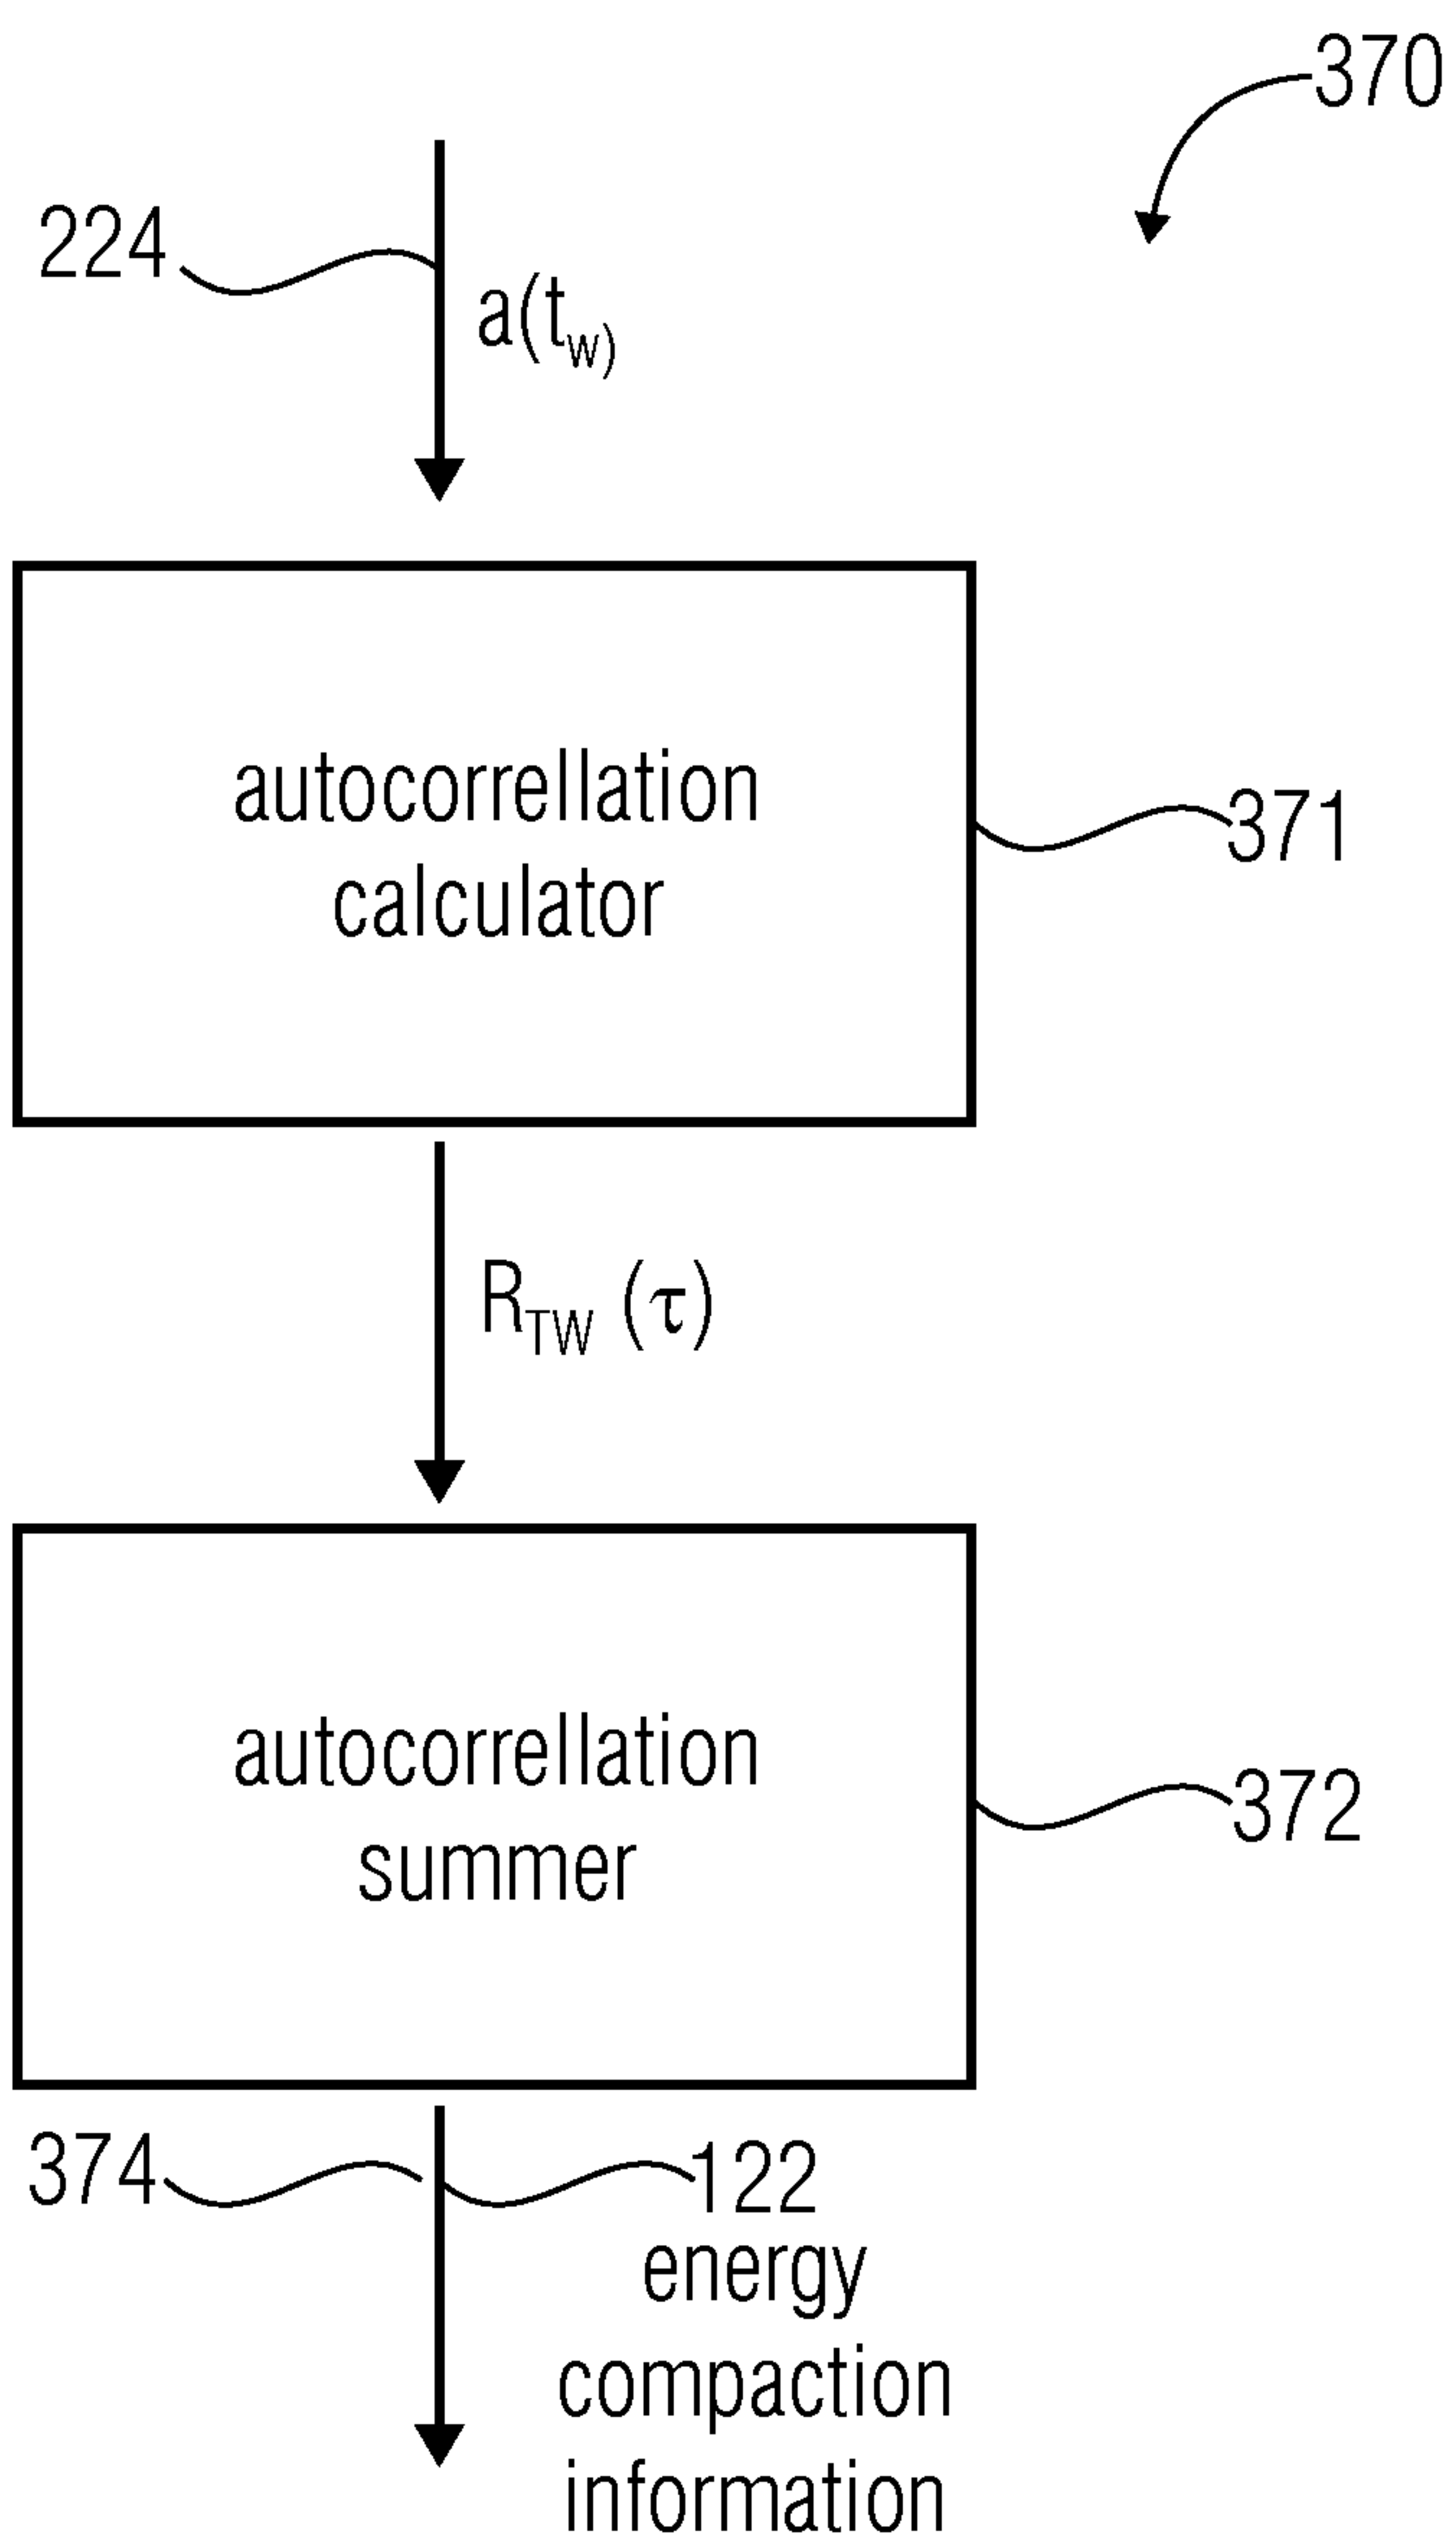 370
224
a(tw)
autocorrellation
calculator
371
RTW (τ)
autocorrellation
summer
372
374
122
energy
compaction
information